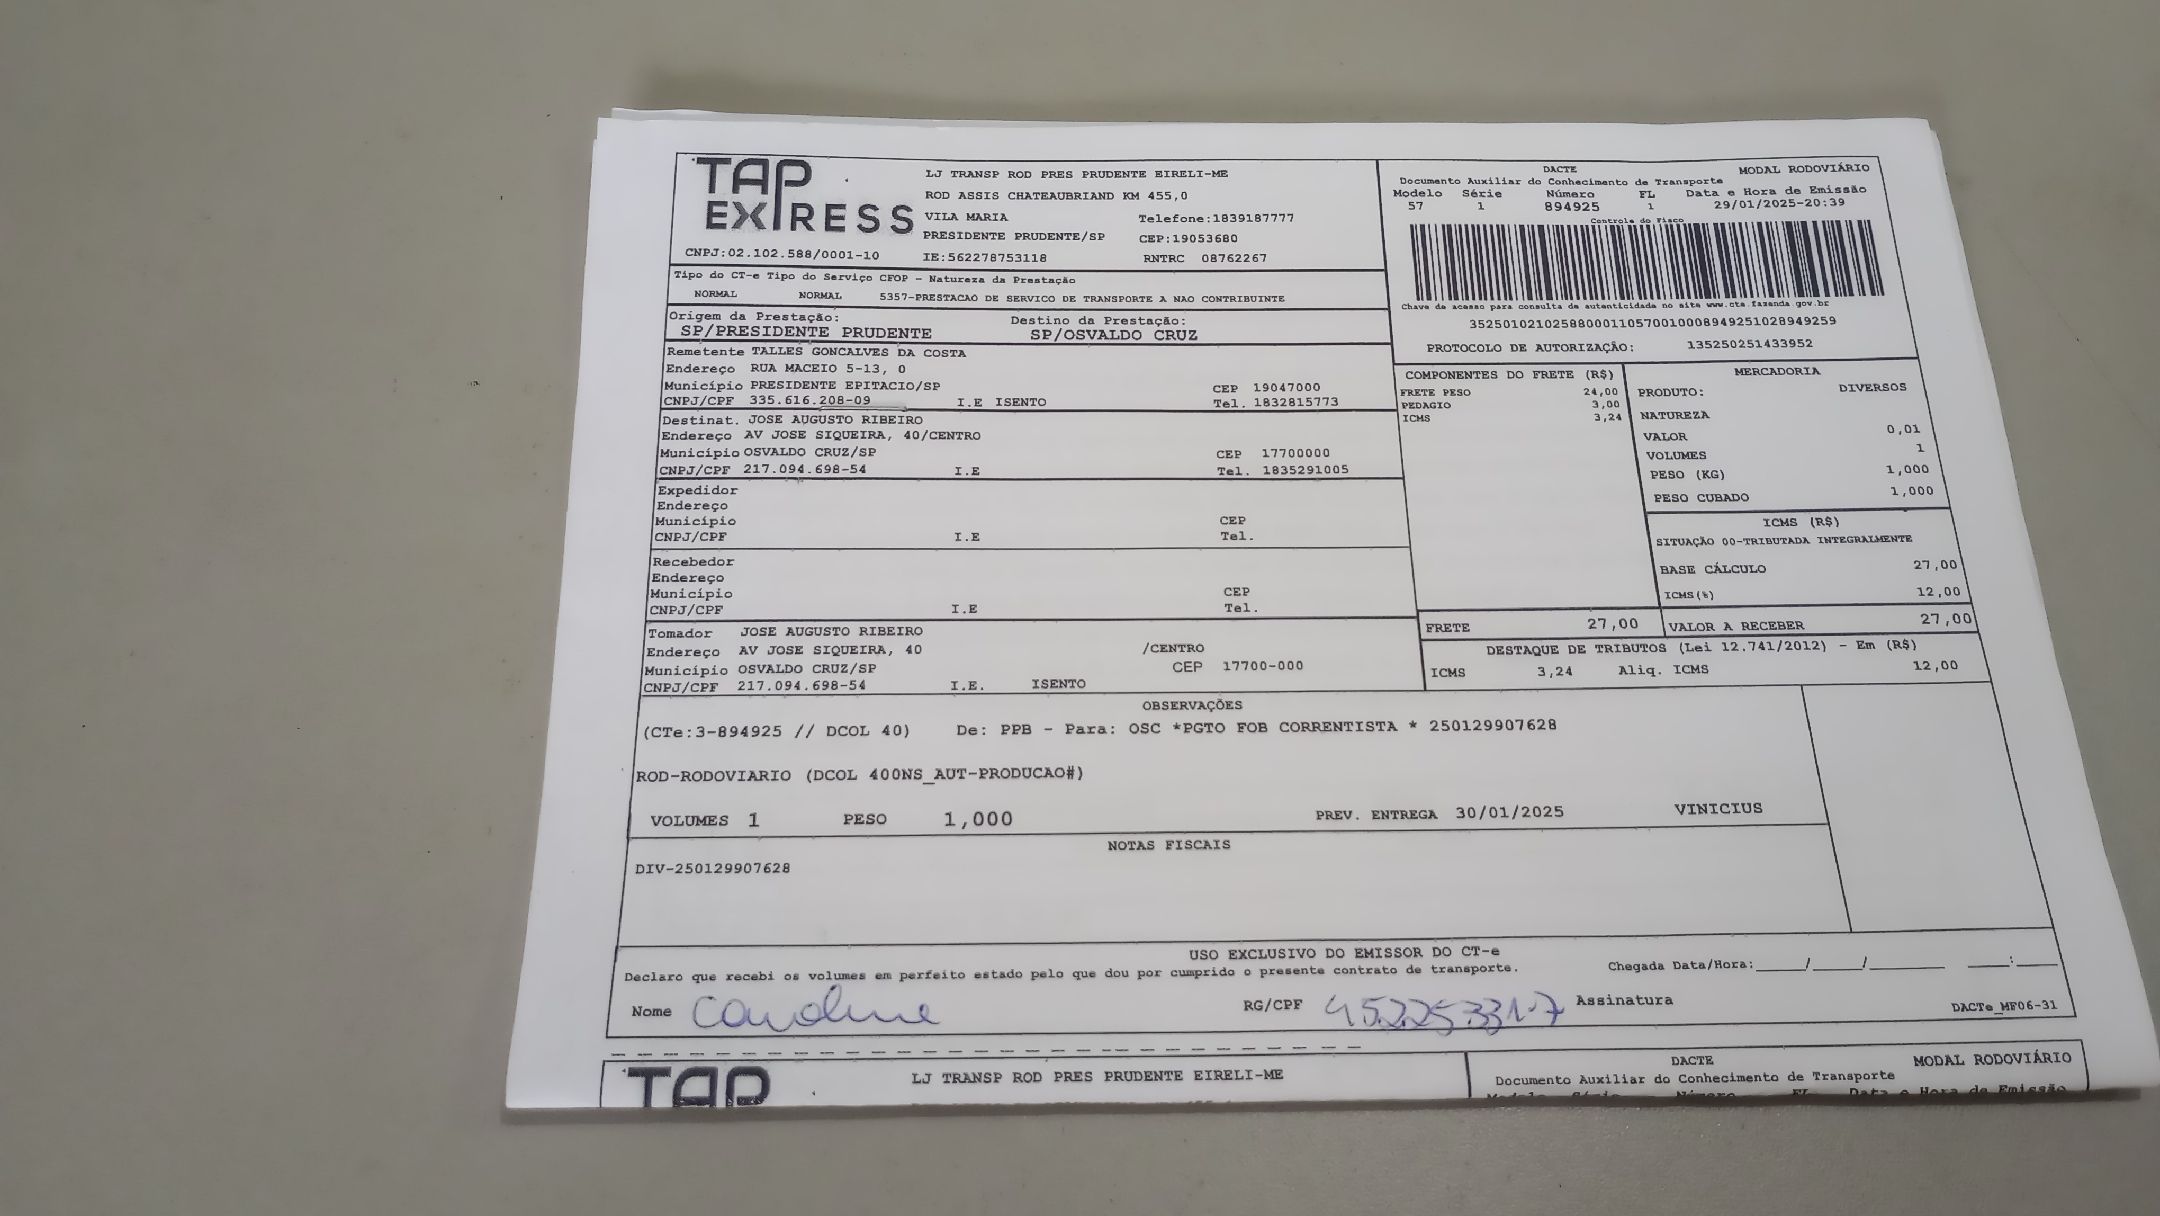 TAP EXPRESS
LJ TRANSP ROD PRES PRUDENTE EIRELI-ME
ROD ASSIS CHATEAUBRIAND KM 455,0
VILA MARIA Telefone:1839187777
PRESIDENTE PRUDENTE/SP CEP:19053680
CNPJ:02.102.588/0001-10 IE:562278753118 RNTRC 08762267
DACTE MODAL RODOVIÁRIO
Documento Auxiliar do Conhecimento de Transporte
Modelo Série Número FL Data e Hora de Emissão
57 1 894925 1 29/01/2025-20:39
Controle do Fisco
Chave de acesso para consulta de autenticidade no site www.cte.fazenda.gov.br
35250102102588000110570010008949251028949259
PROTOCOLO DE AUTORIZAÇÃO: 135250251433952
Tipo do CT-e Tipo do Serviço CFOP - Natureza da Prestação
NORMAL NORMAL 5357-PRESTACAO DE SERVICO DE TRANSPORTE A NAO CONTRIBUINTE
Origem da Prestação: Destino da Prestação:
SP/PRESIDENTE PRUDENTE SP/OSVALDO CRUZ
Remetente TALLES GONCALVES DA COSTA
Endereço RUA MACEIO 5-13, 0
Município PRESIDENTE EPITACIO/SP CEP 19047000
CNPJ/CPF 335.616.208-09 I.E ISENTO Tel. 1832815773
Destinat. JOSE AUGUSTO RIBEIRO
Endereço AV JOSE SIQUEIRA, 40/CENTRO
Município OSVALDO CRUZ/SP CEP 17700000
CNPJ/CPF 217.094.698-54 I.E Tel. 1835291005
Expedidor
Endereço
Município CEP
CNPJ/CPF I.E Tel.
Recebedor
Endereço
Município CEP
CNPJ/CPF I.E Tel.
Tomador JOSE AUGUSTO RIBEIRO
Endereço AV JOSE SIQUEIRA, 40 /CENTRO
Município OSVALDO CRUZ/SP CEP 17700-000
CNPJ/CPF 217.094.698-54 I.E. ISENTO
COMPONENTES DO FRETE (R$)
FRETE PESO 24,00
PEDAGIO 3,00
ICMS 3,24
MERCADORIA
PRODUTO: DIVERSOS
NATUREZA
VALOR 0,01
VOLUMES 1
PESO (KG) 1,000
PESO CUBADO 1,000
ICMS (R$)
SITUAÇÃO 00-TRIBUTADA INTEGRALMENTE
BASE CÁLCULO 27,00
ICMS(%) 12,00
FRETE 27,00 VALOR A RECEBER 27,00
DESTAQUE DE TRIBUTOS (Lei 12.741/2012) - Em (R$)
ICMS 3,24 Aliq. ICMS 12,00
OBSERVAÇÕES
(CTe:3-894925 // DCOL 40) De: PPB - Para: OSC *PGTO FOB CORRENTISTA * 250129907628
ROD-RODOVIARIO (DCOL 400NS_AUT-PRODUCAO#)
VOLUMES 1 PESO 1,000 PREV. ENTREGA 30/01/2025 VINICIUS
NOTAS FISCAIS
DIV-250129907628
USO EXCLUSIVO DO EMISSOR DO CT-e
Declaro que recebi os volumes em perfeito estado pelo que dou por cumprido o presente contrato de transporte. Chegada Data/Hora:____/____/______ ___:____
Nome Caroline RG/CPF Assinatura DACTe_MF06-31
TAP
LJ TRANSP ROD PRES PRUDENTE EIRELI-ME
DACTE MODAL RODOVIÁRIO
Documento Auxiliar do Conhecimento de Transporte
Modelo Série Número FL Data e Hora de Emissão